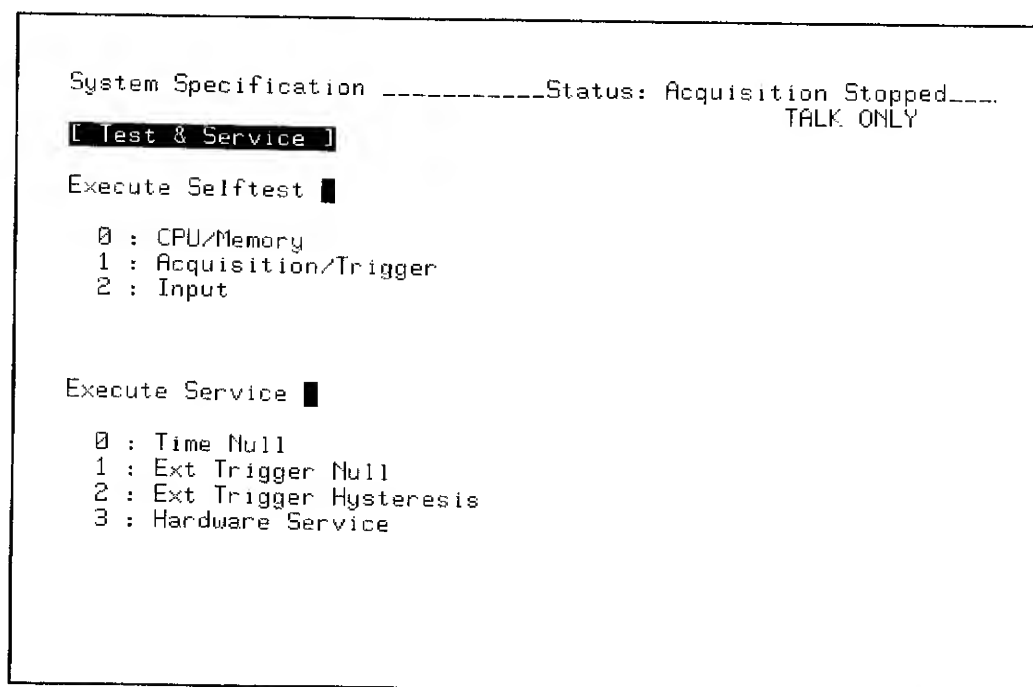 System Specification ___________Status: Acquisition Stopped____
TALK ONLY
[ Test & Service ]
Execute Selftest
0 : CPU/Memory
1 : Acquisition/Trigger
2 : Input
Execute Service
0 : Time Null
1 : Ext Trigger Null
2 : Ext Trigger Hysteresis
3 : Hardware Service